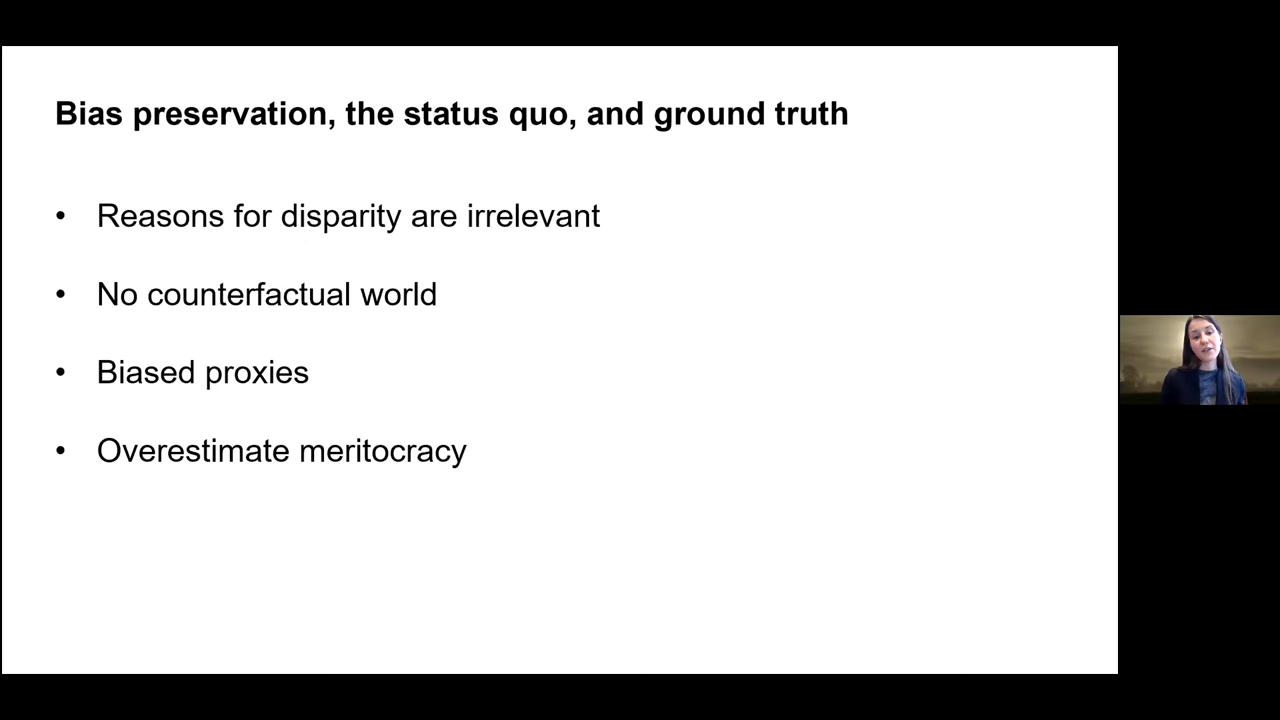 Bias preservation, the status quo, and ground truth
• Reasons for disparity are irrelevant
• No counterfactual world
• Biased proxies
• Overestimate meritocracy